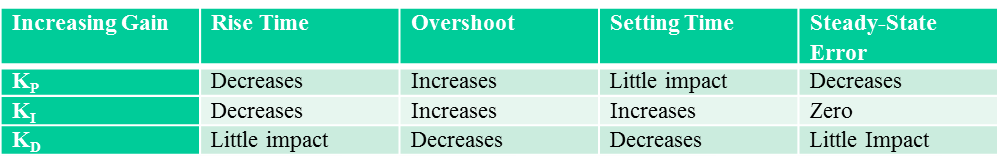 Increasing Gain Rise Time Overshoot Setting Time Steady-State
Error
KP Decreases Increases Little impact Decreases
KI Decreases Increases Increases Zero
KD Little impact Decreases Decreases Little Impact